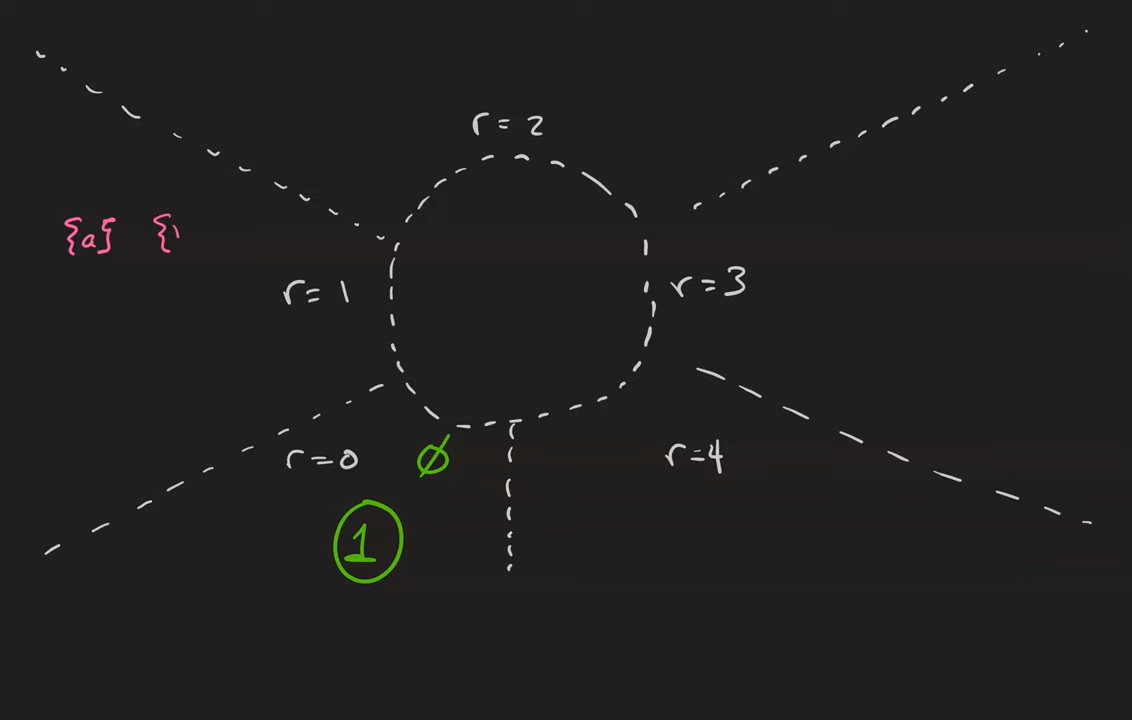 r = 2
{a} {
r = 1
r = 3
r = 0 ∅
r = 4
1